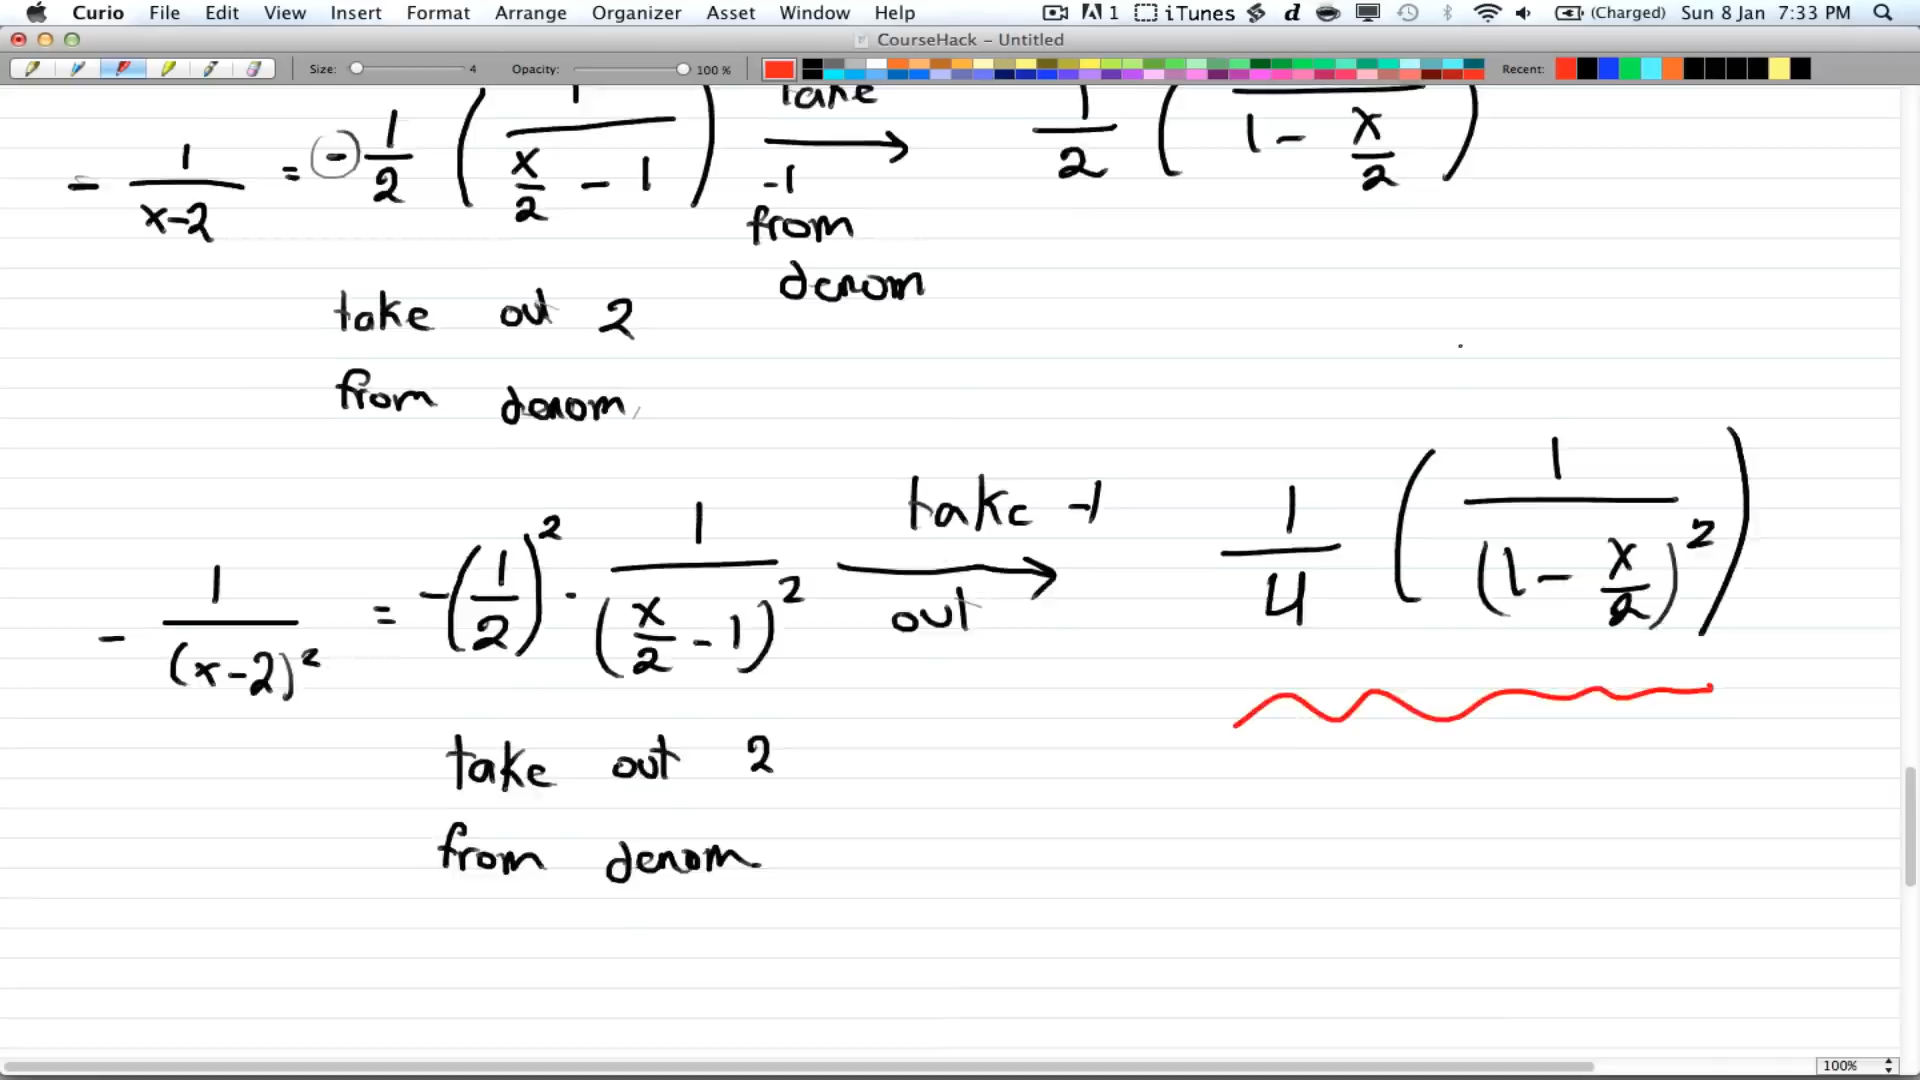 Curio File Edit View Insert Format Arrange Organizer Asset Window Help 1 iTunes d (Charged) Sun 8 Jan 7:33 PM
CourseHack – Untitled
Size: 4 Opacity: 100 % Recent:
- 1/(x-2) = - 1/2 ( 1/(x/2 - 1) ) take -1 from denom → 1/2 ( 1/(1 - x/2) )
take out 2
from denom
- 1/(x-2)² = -(1/2)² · 1/(x/2 - 1)² take -1 out → 1/4 ( 1/(1 - x/2)² )
take out 2
from denom
100%